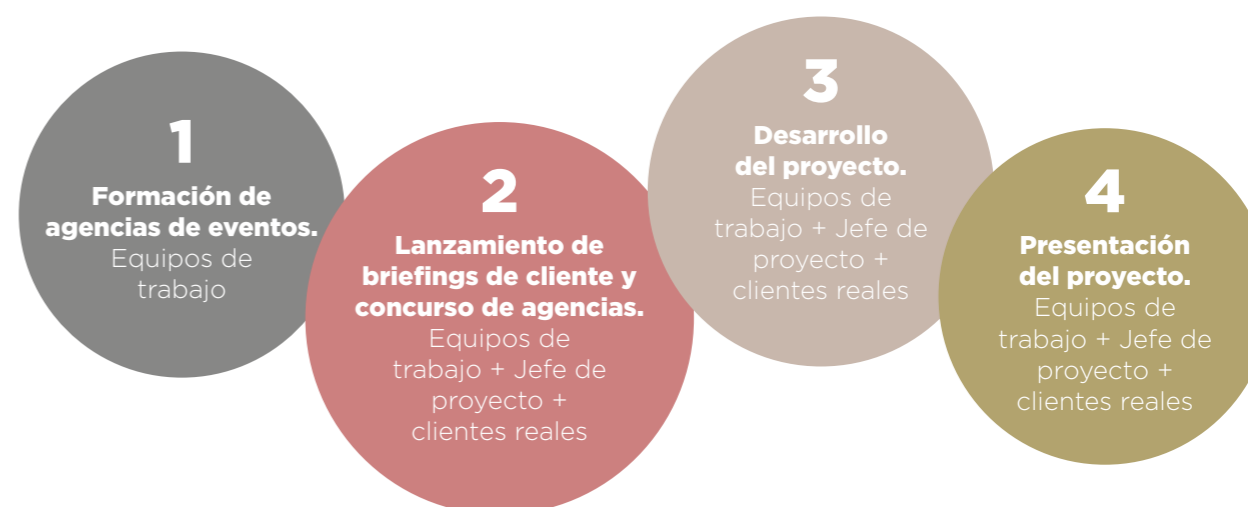 1
Formación de
agencias de eventos.
Equipos de
trabajo
2
Lanzamiento de
briefings de cliente y
concurso de agencias.
Equipos de
trabajo + Jefe de
proyecto +
clientes reales
3
Desarrollo
del proyecto.
Equipos de
trabajo + Jefe de
proyecto +
clientes reales
4
Presentación
del proyecto.
Equipos de
trabajo + Jefe de
proyecto +
clientes reales